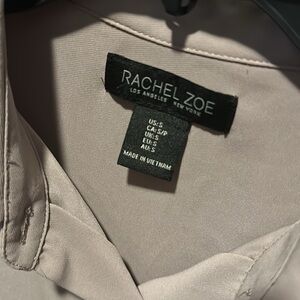 RACHEL ZOE
LOS ANGELES NEW YORK
US:S
CA:S/P
UK:S
EU:S
AU:S
MADE IN VIETNAM